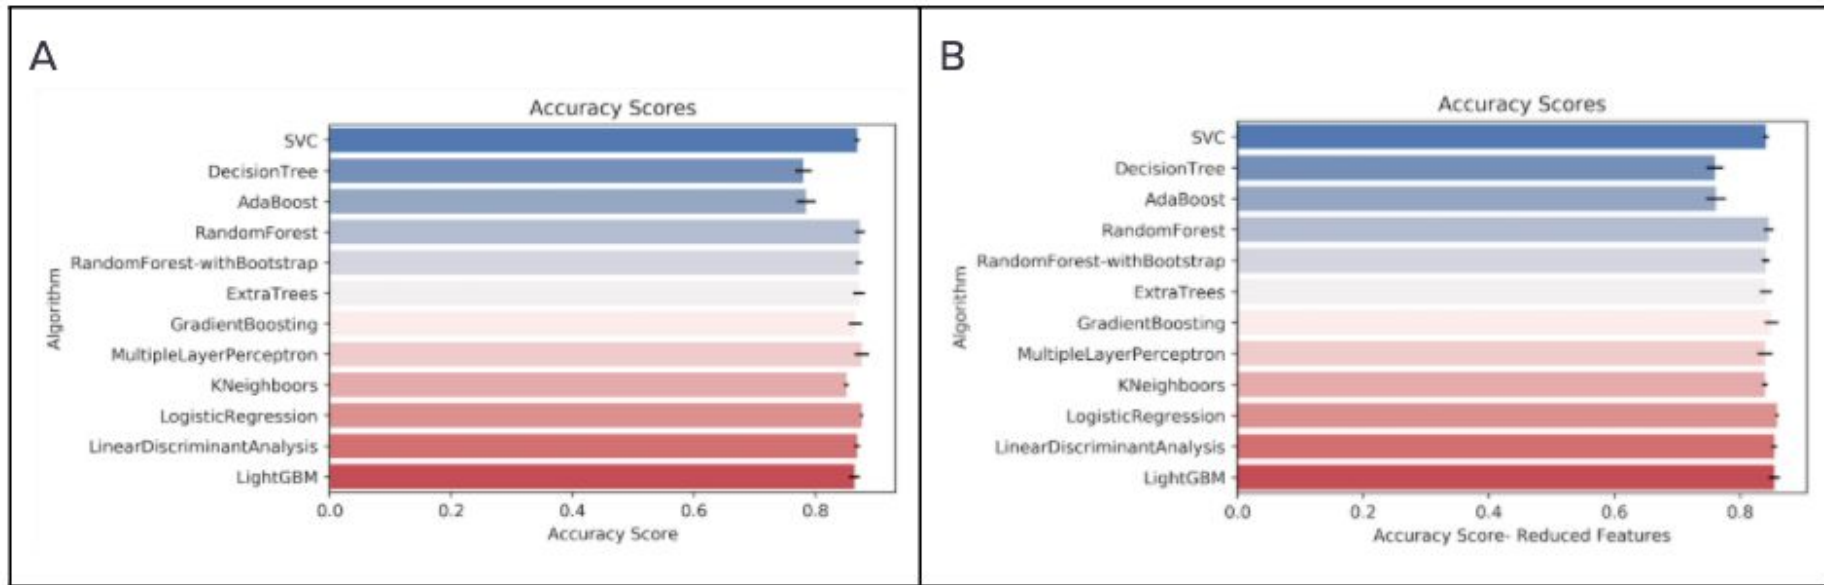 A
Accuracy Scores
SVC
DecisionTree
AdaBoost
RandomForest
RandomForest-withBootstrap
ExtraTrees
GradientBoosting
MultipleLayerPerceptron
KNeighboors
LogisticRegression
LinearDiscriminantAnalysis
LightGBM
Algorithm
0.0 0.2 0.4 0.6 0.8
Accuracy Score
B
Accuracy Scores
SVC
DecisionTree
AdaBoost
RandomForest
RandomForest-withBootstrap
ExtraTrees
GradientBoosting
MultipleLayerPerceptron
KNeighboors
LogisticRegression
LinearDiscriminantAnalysis
LightGBM
Algorithm
0.0 0.2 0.4 0.6 0.8
Accuracy Score- Reduced Features